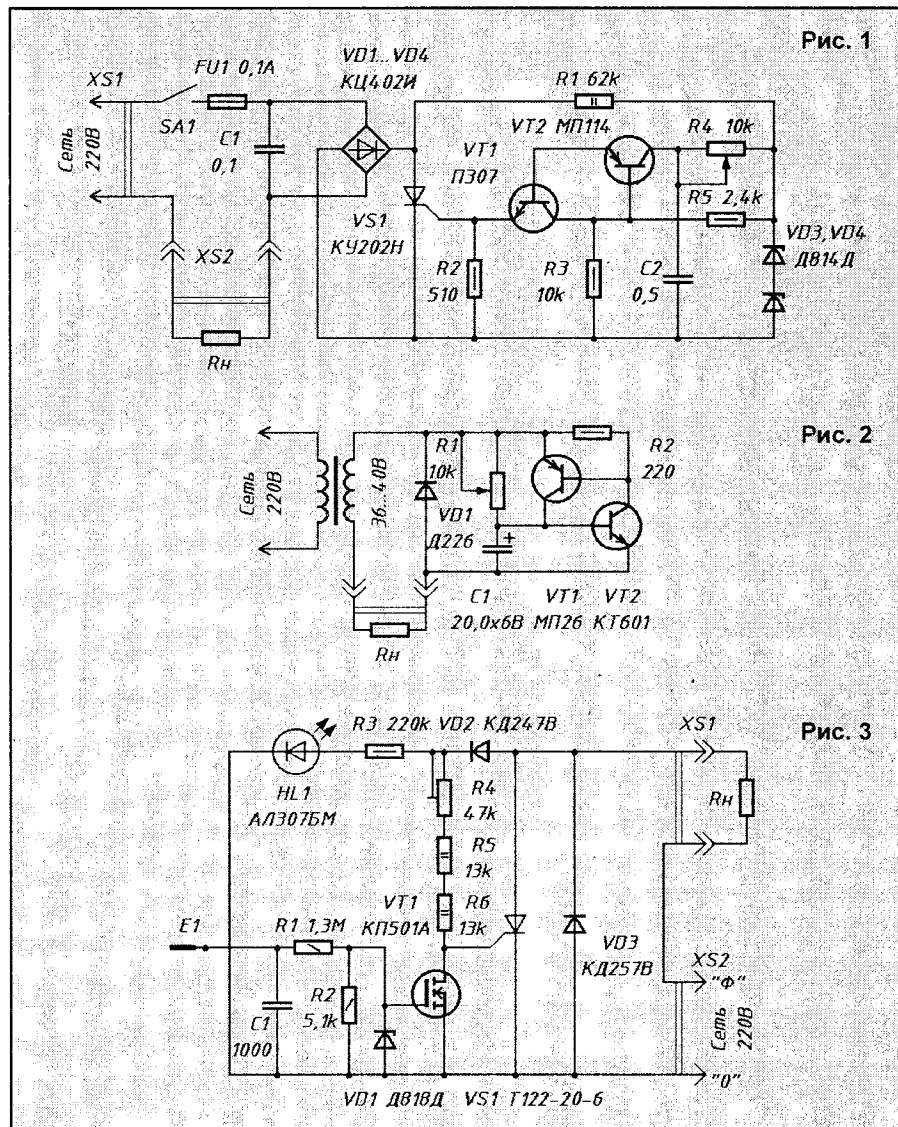 Рис. 1
XS1
FU1 0,1А
VD1...VD4
КЦ402И
R1 62k
Сеть
220В
SA1
C1
0,1
VT1
П307
VT2 МП114
R4 10k
R5 2,4k
VS1
КУ202Н
XS2
R2
510
R3
10k
C2
0,5
VD3, VD4
Д814Д
Rн
Рис. 2
Сеть
220В
36...40В
R1
10k
VD1
Д226
R2
220
C1
20,0х6В
VT1
МП26
VT2
КТ601
Rн
Рис. 3
R3 220k
VD2 КД247В
XS1
HL1
АЛ307БМ
R4
47k
Rн
R5
13k
VT1
КП501А
R6
13k
E1
R1 1,3М
VD3
КД257В
XS2
"Ф"
R2
5,1k
C1
1000
Сеть
220В
"0"
VD1 Д818Д
VS1 Т122-20-6